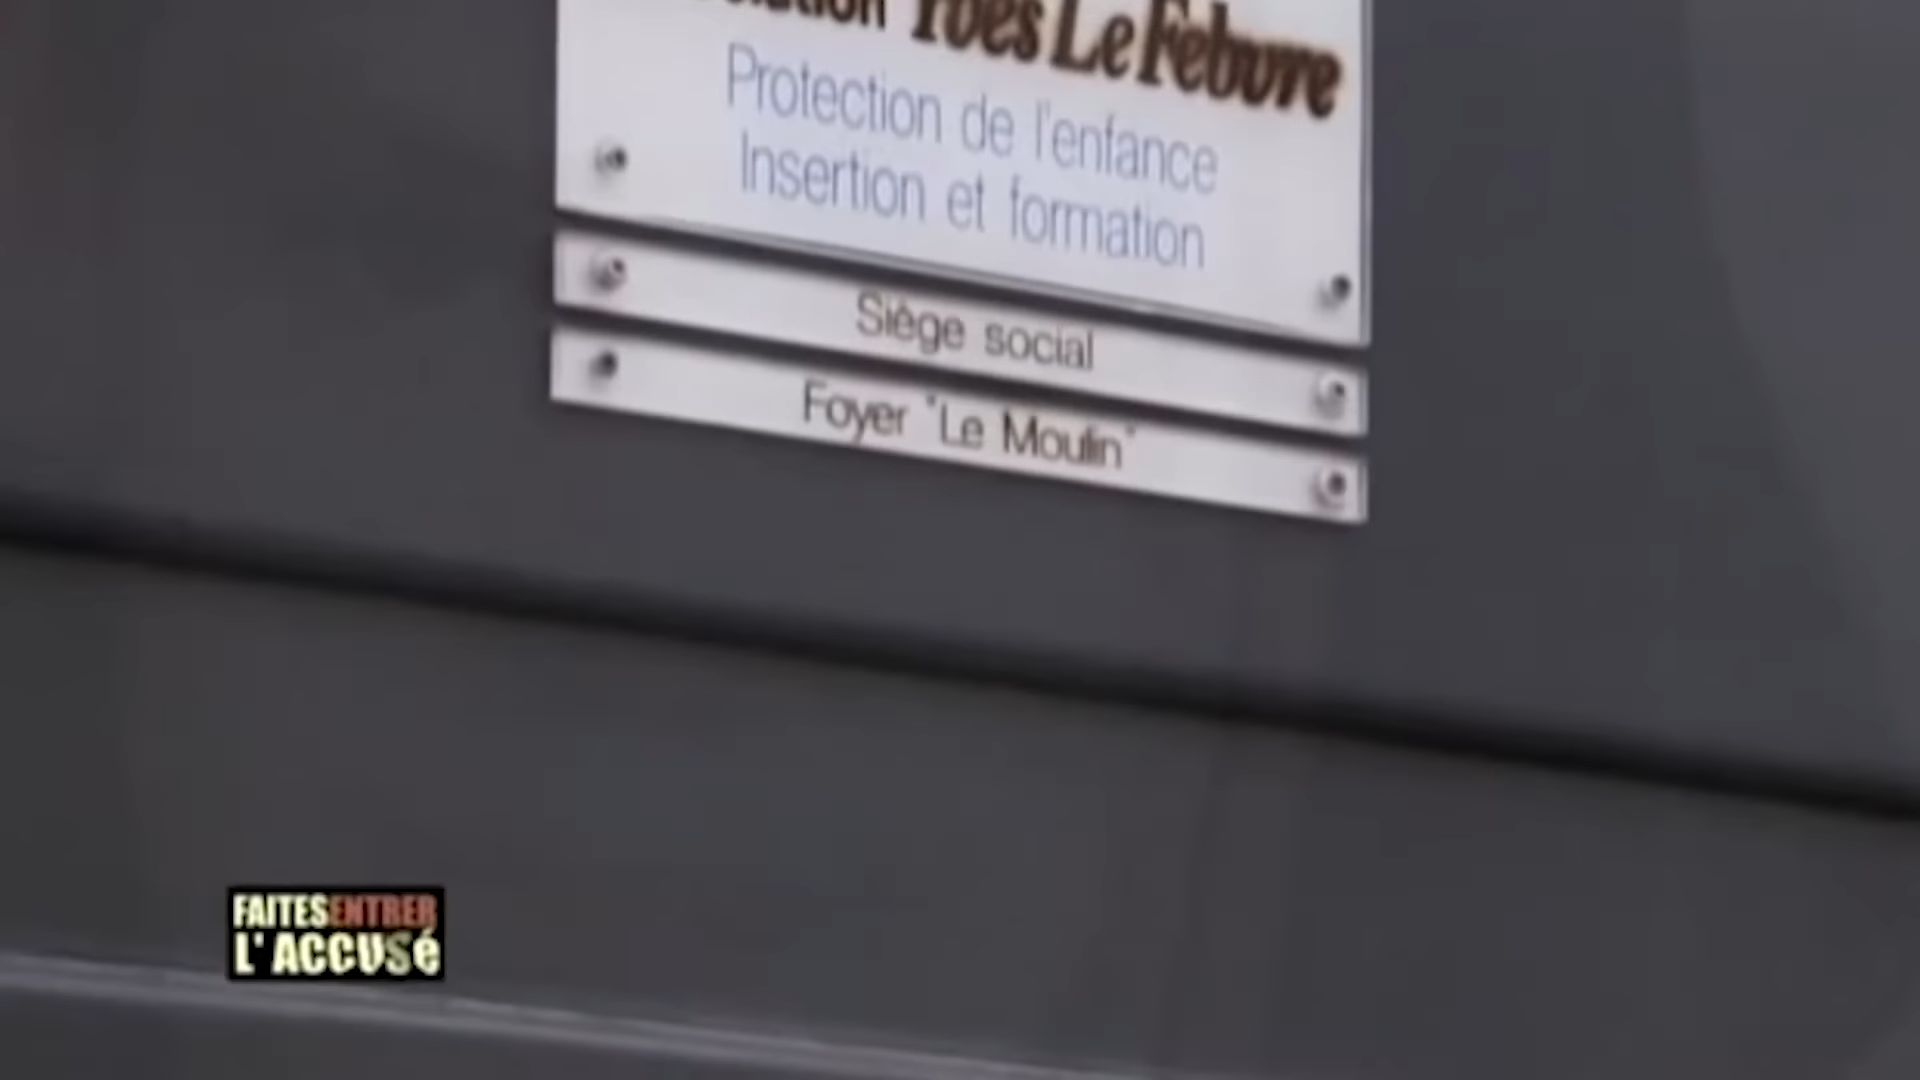 Yves Le Febvre
Protection de l'enfance
Insertion et formation
Siège social
Foyer "Le Moulin"
FAITES ENTRER
L'ACCUSé